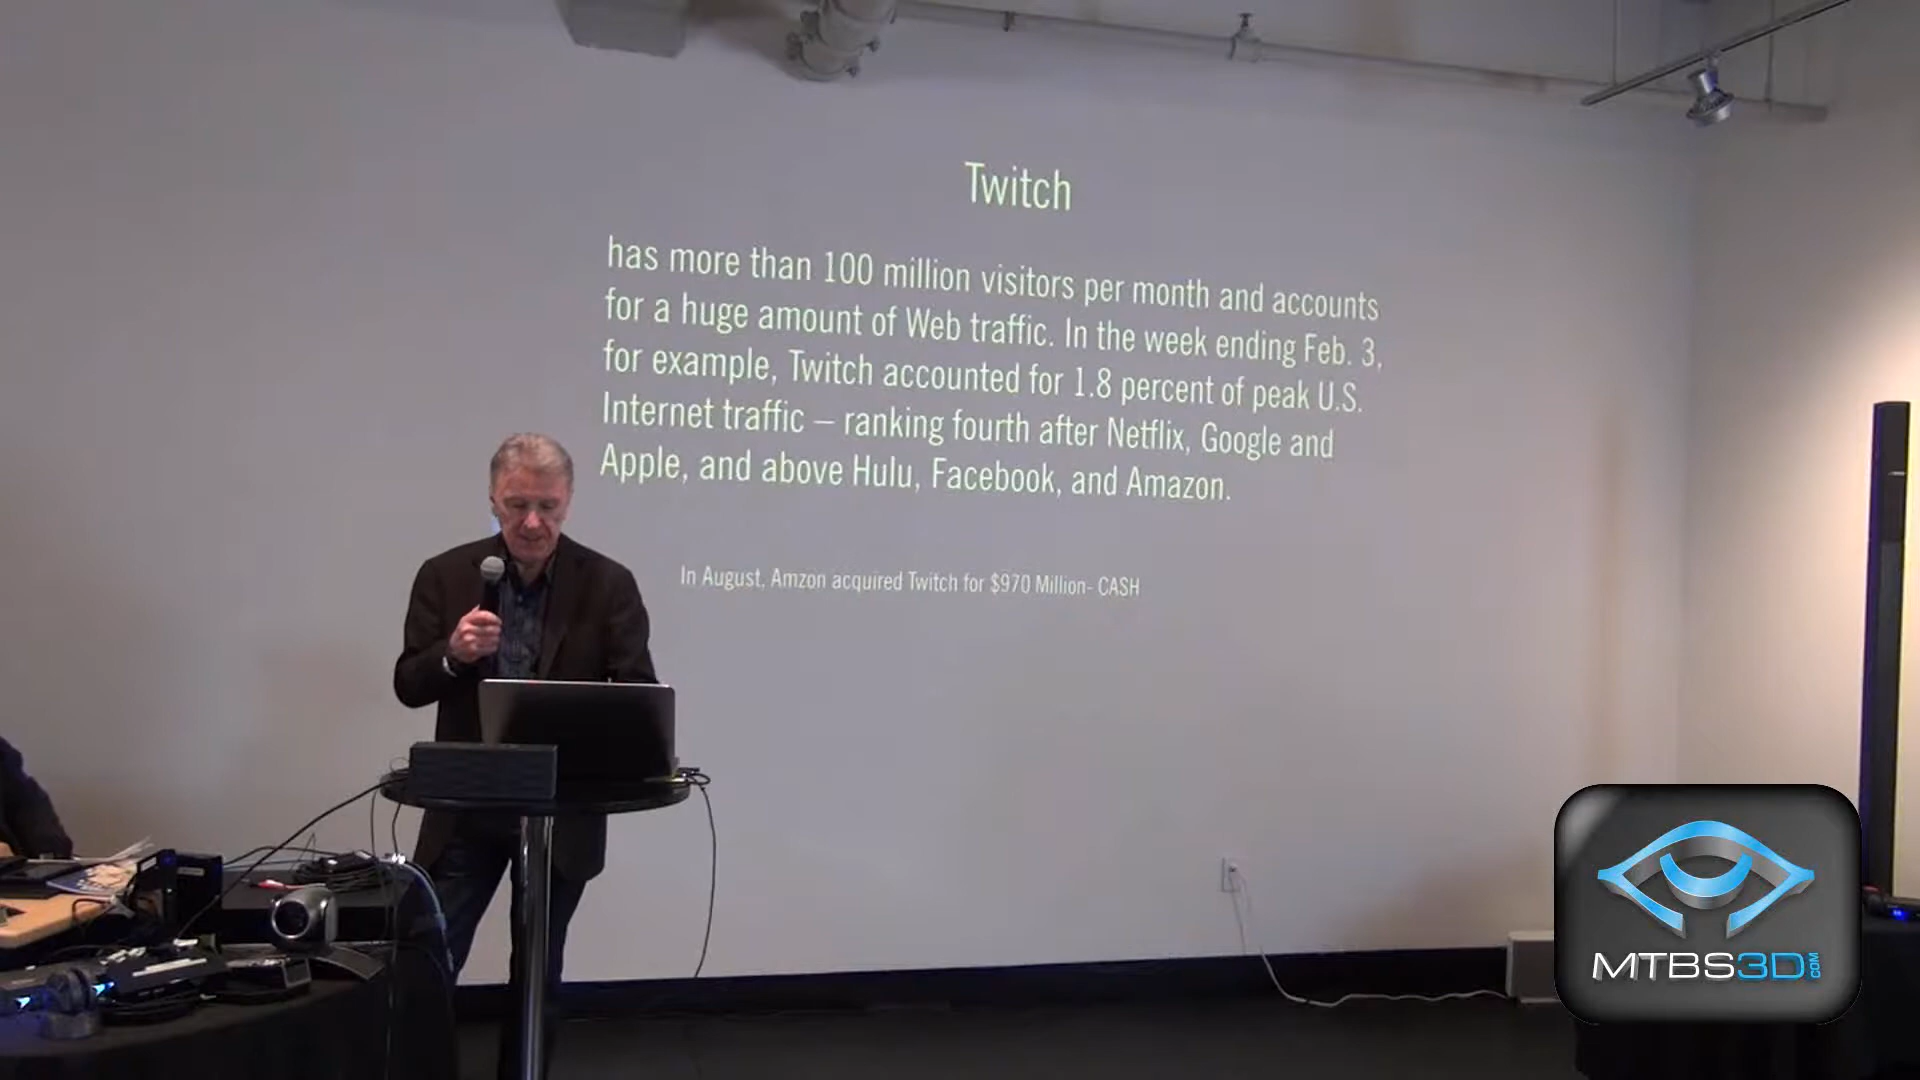 Twitch
has more than 100 million visitors per month and accounts
for a huge amount of Web traffic. In the week ending Feb. 3,
for example, Twitch accounted for 1.8 percent of peak U.S.
Internet traffic – ranking fourth after Netflix, Google and
Apple, and above Hulu, Facebook, and Amazon.
In August, Amzon acquired Twitch for $970 Million- CASH
MTBS3D.COM